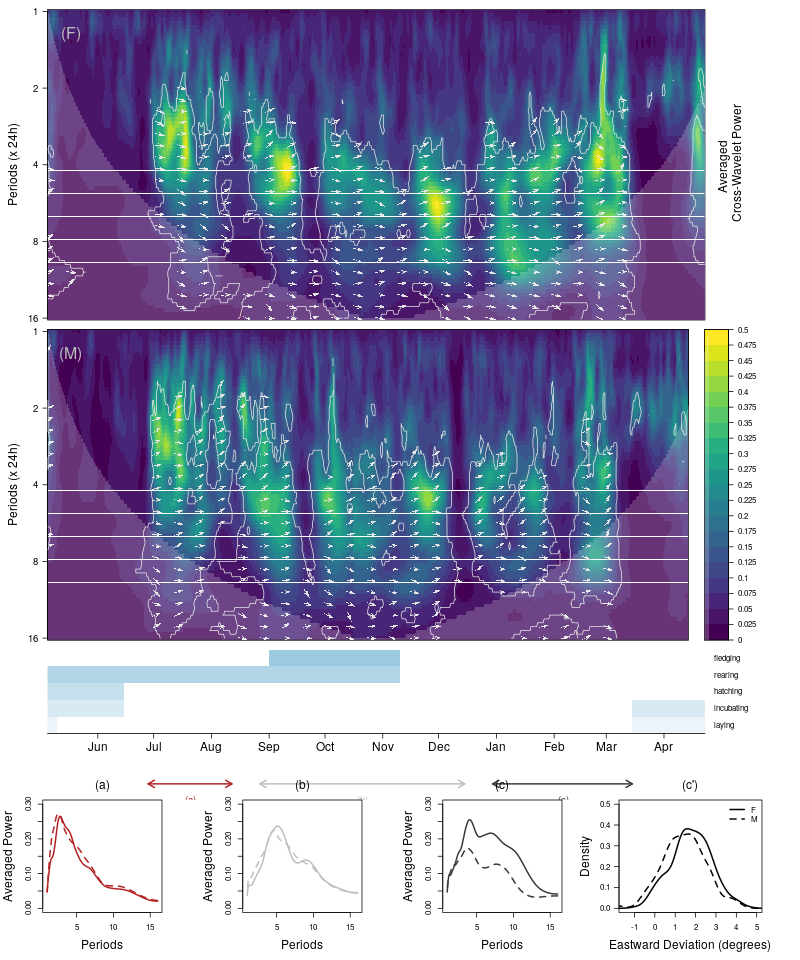 (F)
1
2
4
8
16
Periods (x 24h)
Averaged
Cross-Wavelet Power
(M)
1
2
4
8
16
Periods (x 24h)
0.5
0.475
0.45
0.425
0.4
0.375
0.35
0.325
0.3
0.275
0.25
0.225
0.2
0.175
0.15
0.125
0.1
0.075
0.05
0.025
0
fledging
rearing
hatching
incubating
laying
Jun Jul Aug Sep Oct Nov Dec Jan Feb Mar Apr
(a) (b) (c) (c')
Averaged Power
0.00 0.10 0.20 0.30
5 10 15
Periods
Averaged Power
0.00 0.10 0.20 0.30
5 10 15
Periods
Averaged Power
0.00 0.10 0.20 0.30
5 10 15
Periods
Density
0.0 0.1 0.2 0.3 0.4 0.5
F
M
-1 0 1 2 3 4 5
Eastward Deviation (degrees)